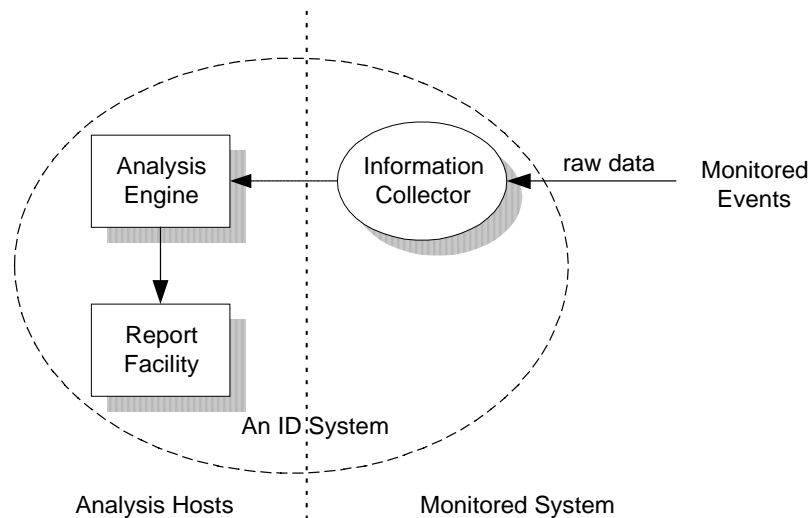 Analysis
Engine
Information
Collector
raw data
Monitored
Events
Report
Facility
An ID System
Analysis Hosts
Monitored System